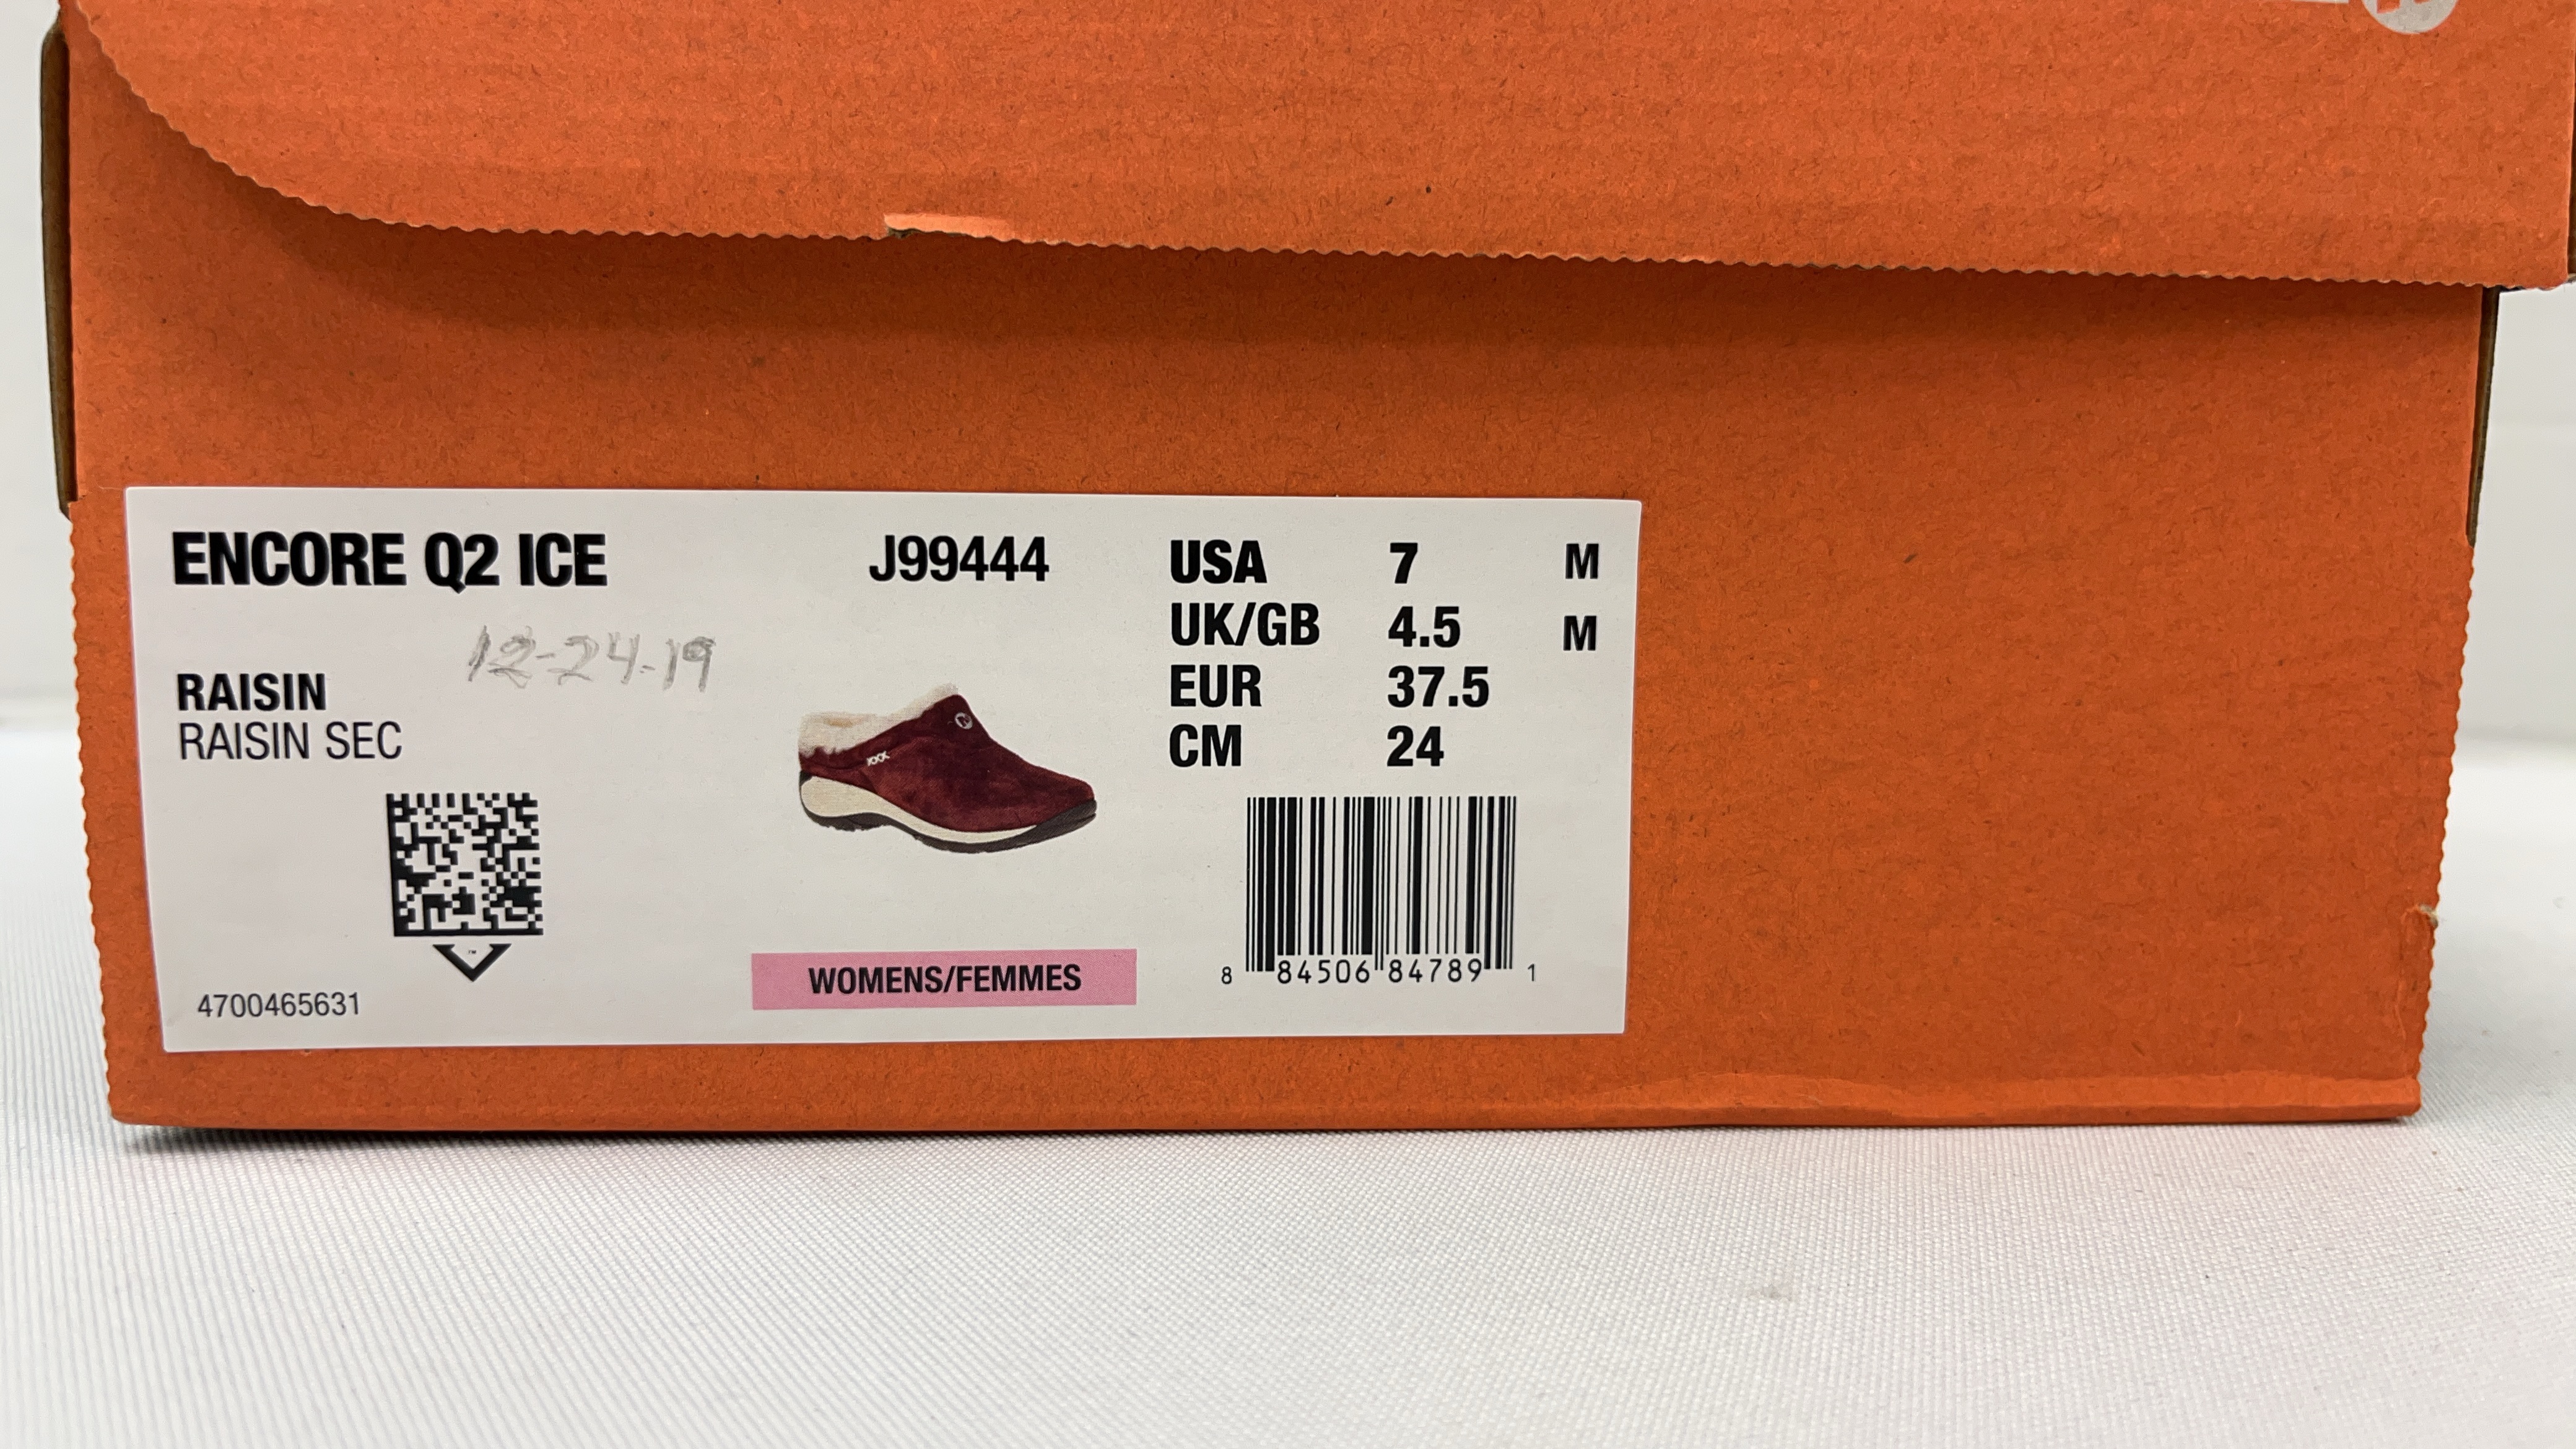 ENCORE Q2 ICE
J99444
12-24-19
RAISIN
RAISIN SEC
4700465631
WOMENS/FEMMES
USA 7 M
UK/GB 4.5 M
EUR 37.5
CM 24
8 84506 84789 1